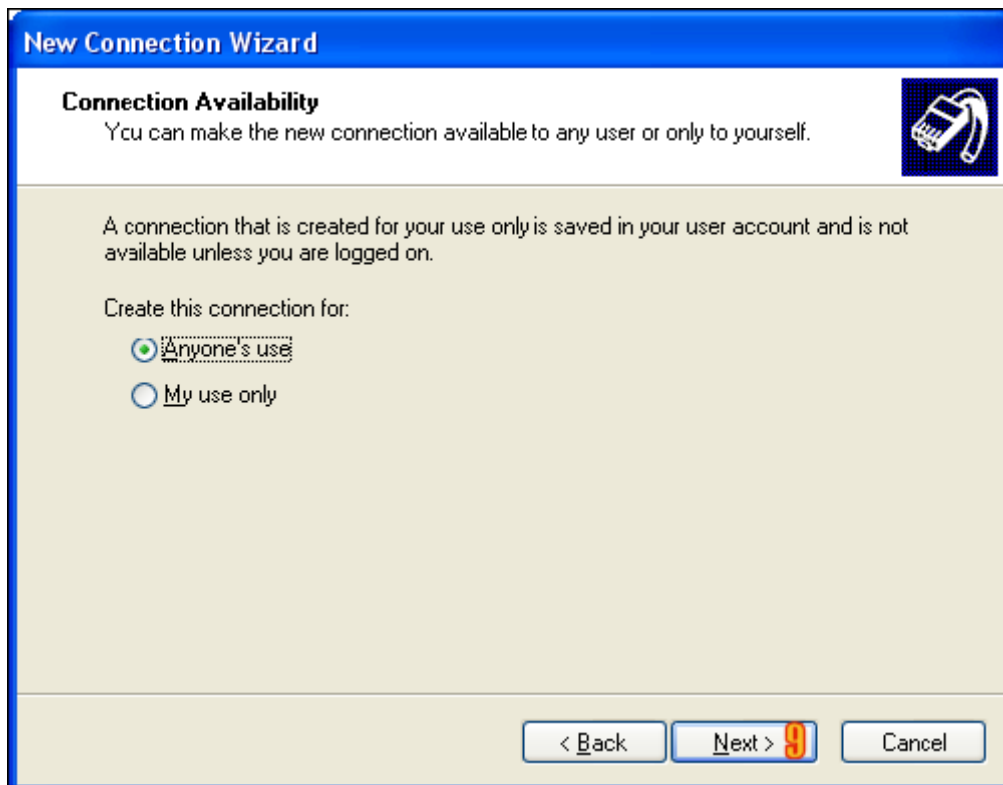 New Connection Wizard
Connection Availability
You can make the new connection available to any user or only to yourself.
A connection that is created for your use only is saved in your user account and is not
available unless you are logged on.
Create this connection for:
Anyone's use
My use only
< Back Next > 9 Cancel